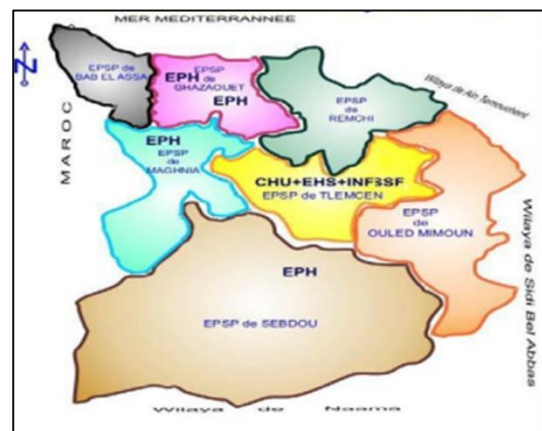 MER MEDITERRANNEE
N
MAROC
EPSP de
BAB EL ASSA
EPH
EPSP
de
GHAZAOUET
EPH
EPSP
de
REMCHI
Wilaya de Ain Temouchent
EPH
EPSP
de
MAGHNIA
CHU+EHS+INFSSF
EPSP de TLEMCEN
EPSP
de
OULED MIMOUN
Wilaya de Sidi Bel Abbas
EPH
EPSP de SEBDOU
Wilaya de Naama